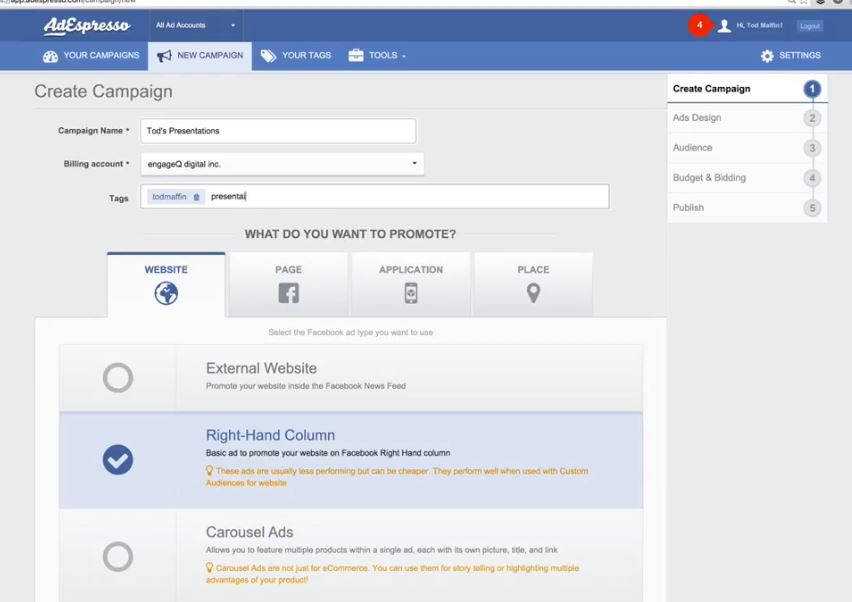 app.adespresso.com/campaign/new
AdEspresso
All Ad Accounts
4
Hi, Tod Maffin!
Logout
YOUR CAMPAIGNS
NEW CAMPAIGN
YOUR TAGS
TOOLS
SETTINGS
Create Campaign
Campaign Name *
Tod's Presentations
Billing account *
engageQ digital inc.
Tags
todmaffin
presentai
Create Campaign 1
Ads Design 2
Audience 3
Budget & Bidding 4
Publish 5
WHAT DO YOU WANT TO PROMOTE?
WEBSITE
PAGE
APPLICATION
PLACE
Select the Facebook ad type you want to use
External Website
Promote your website inside the Facebook News Feed
Right-Hand Column
Basic ad to promote your website on Facebook Right Hand column
These ads are usually less performing but can be cheaper. They perform well when used with Custom
Audiences for website
Carousel Ads
Allows you to feature multiple products within a single ad, each with its own picture, title, and link
Carousel Ads are not just for eCommerce. You can use them for story telling or highlighting multiple
advantages of your product!